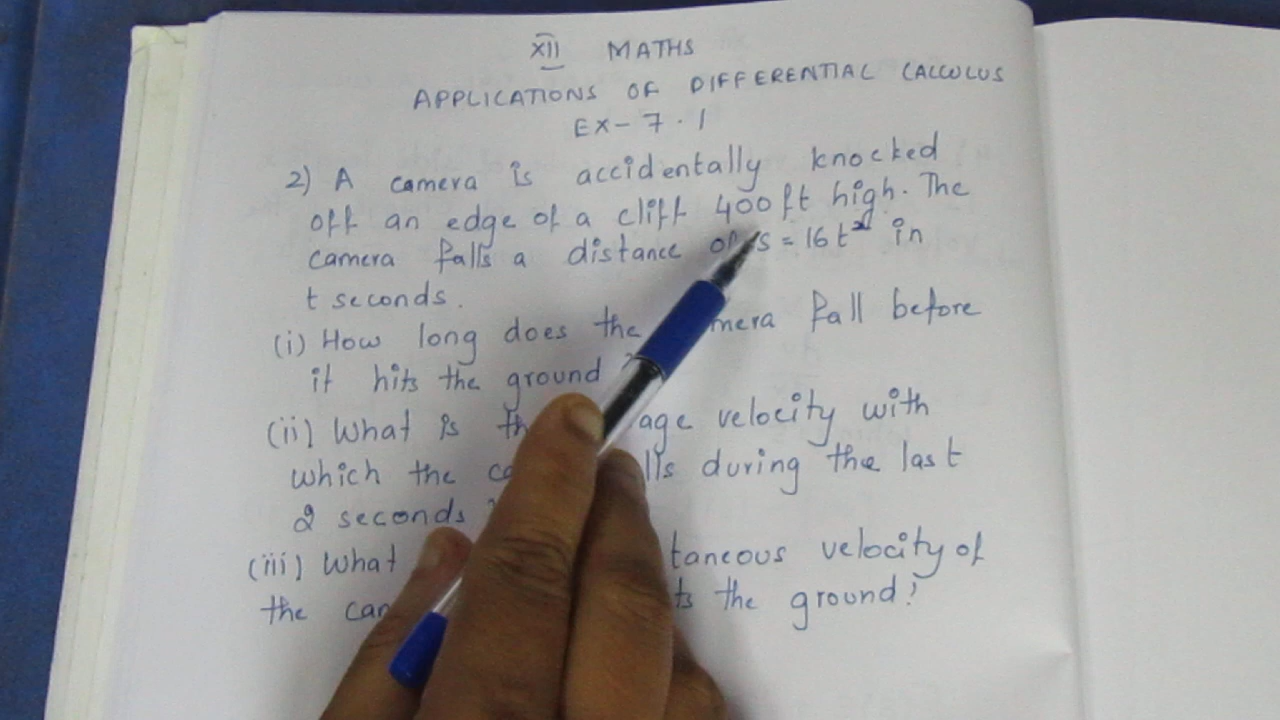 XII MATHS
APPLICATIONS OF DIFFERENTIAL CALCULUS
EX-7.1
2) A camera is accidentally knocked
off an edge of a cliff 400ft high. The
camera falls a distance of s = 16t² in
t seconds.
(i) How long does the mera fall before
it hits the ground
(ii) What is th age velocity with
which the ca lls during the last
2 seconds ?
(iii) What taneous velocity of
the cam ts the ground?